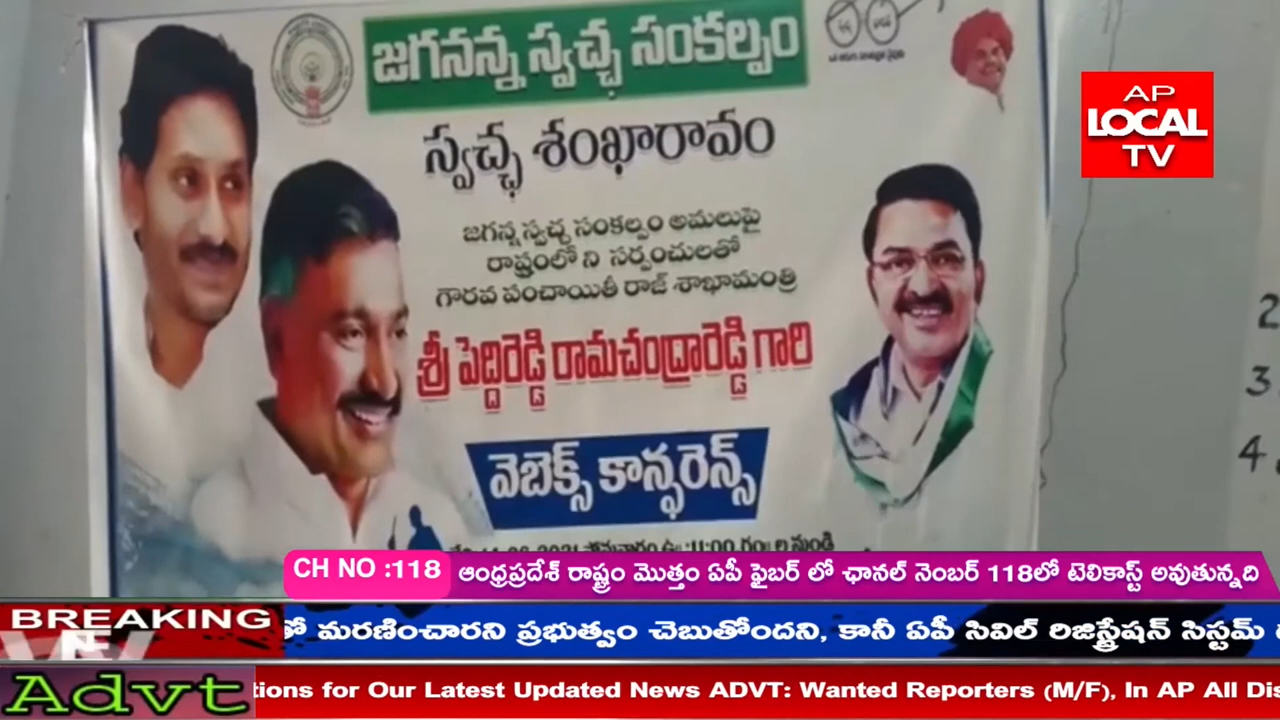 జగనన్న స్వచ్ఛ సంకల్పం
స్వచ్ఛ శంఖారావం
జగన్న స్వచ్ఛ సంకల్పం అమలుపై
రాష్ట్రంలో ని సర్పంచులతో
గౌరవ పంచాయితీ రాజ్ శాఖామంత్రి
శ్రీ పెద్దిరెడ్డి రామచంద్రారెడ్డి గారి
వెబెక్స్ కాన్ఫరెన్స్
AP
LOCAL
TV
2
3.
4.
CH NO :118 ఆంధ్రప్రదేశ్ రాష్ట్రం మొత్తం ఏపీ ఫైబర్ లో ఛానల్ నెంబర్ 118లో టెలికాస్ట్ అవుతున్నది
BREAKING
తో మరణించారని ప్రభుత్వం చెబుతోందని, కానీ ఏపీ సివిల్ రిజిస్ట్రేషన్ సిస్టమ్
Advt
tions for Our Latest Updated News ADVT: Wanted Reporters (M/F), In AP All Dis